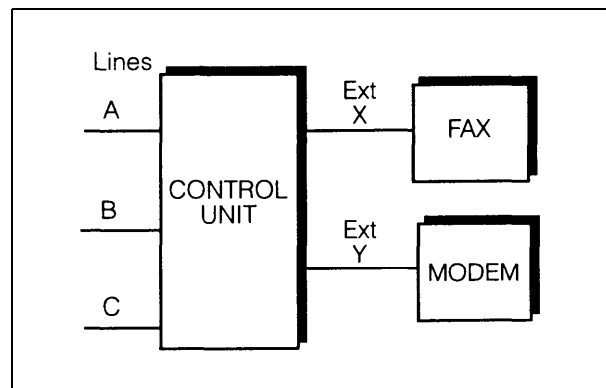 Lines
A
B
C
CONTROL
UNIT
Ext
X
FAX
Ext
Y
MODEM